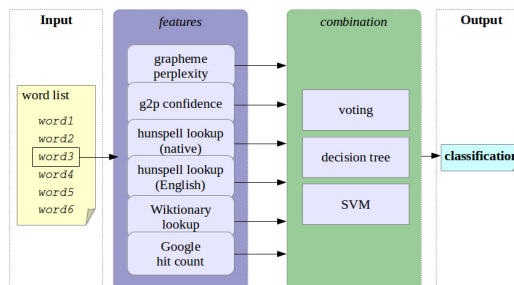 Input
features
combination
Output
word list
word1
word2
word3
word4
word5
word6
grapheme
perplexity
g2p confidence
hunspell lookup
(native)
hunspell lookup
(English)
Wiktionary
lookup
Google
hit count
voting
decision tree
SVM
classification